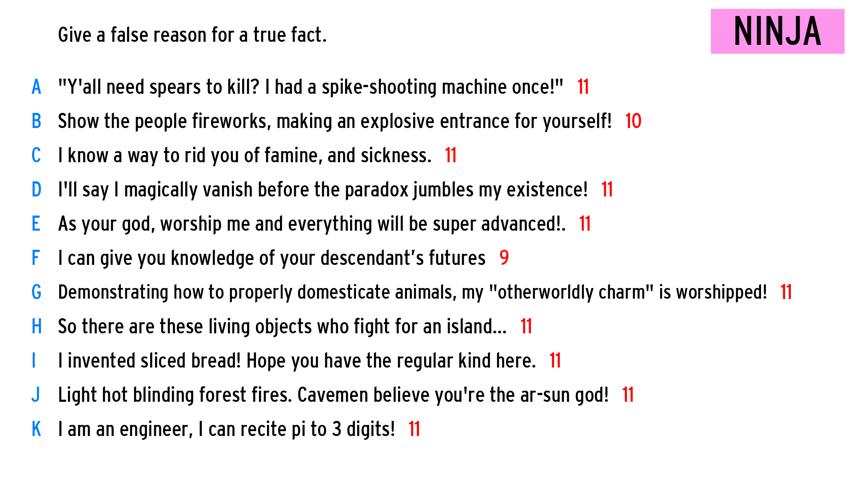 Give a false reason for a true fact.
NINJA
A "Y'all need spears to kill? I had a spike-shooting machine once!" 11
B Show the people fireworks, making an explosive entrance for yourself! 10
C I know a way to rid you of famine, and sickness. 11
D I'll say I magically vanish before the paradox jumbles my existence! 11
E As your god, worship me and everything will be super advanced!. 11
F I can give you knowledge of your descendant's futures 9
G Demonstrating how to properly domesticate animals, my "otherworldly charm" is worshipped! 11
H So there are these living objects who fight for an island... 11
I I invented sliced bread! Hope you have the regular kind here. 11
J Light hot blinding forest fires. Cavemen believe you're the ar-sun god! 11
K I am an engineer, I can recite pi to 3 digits! 11